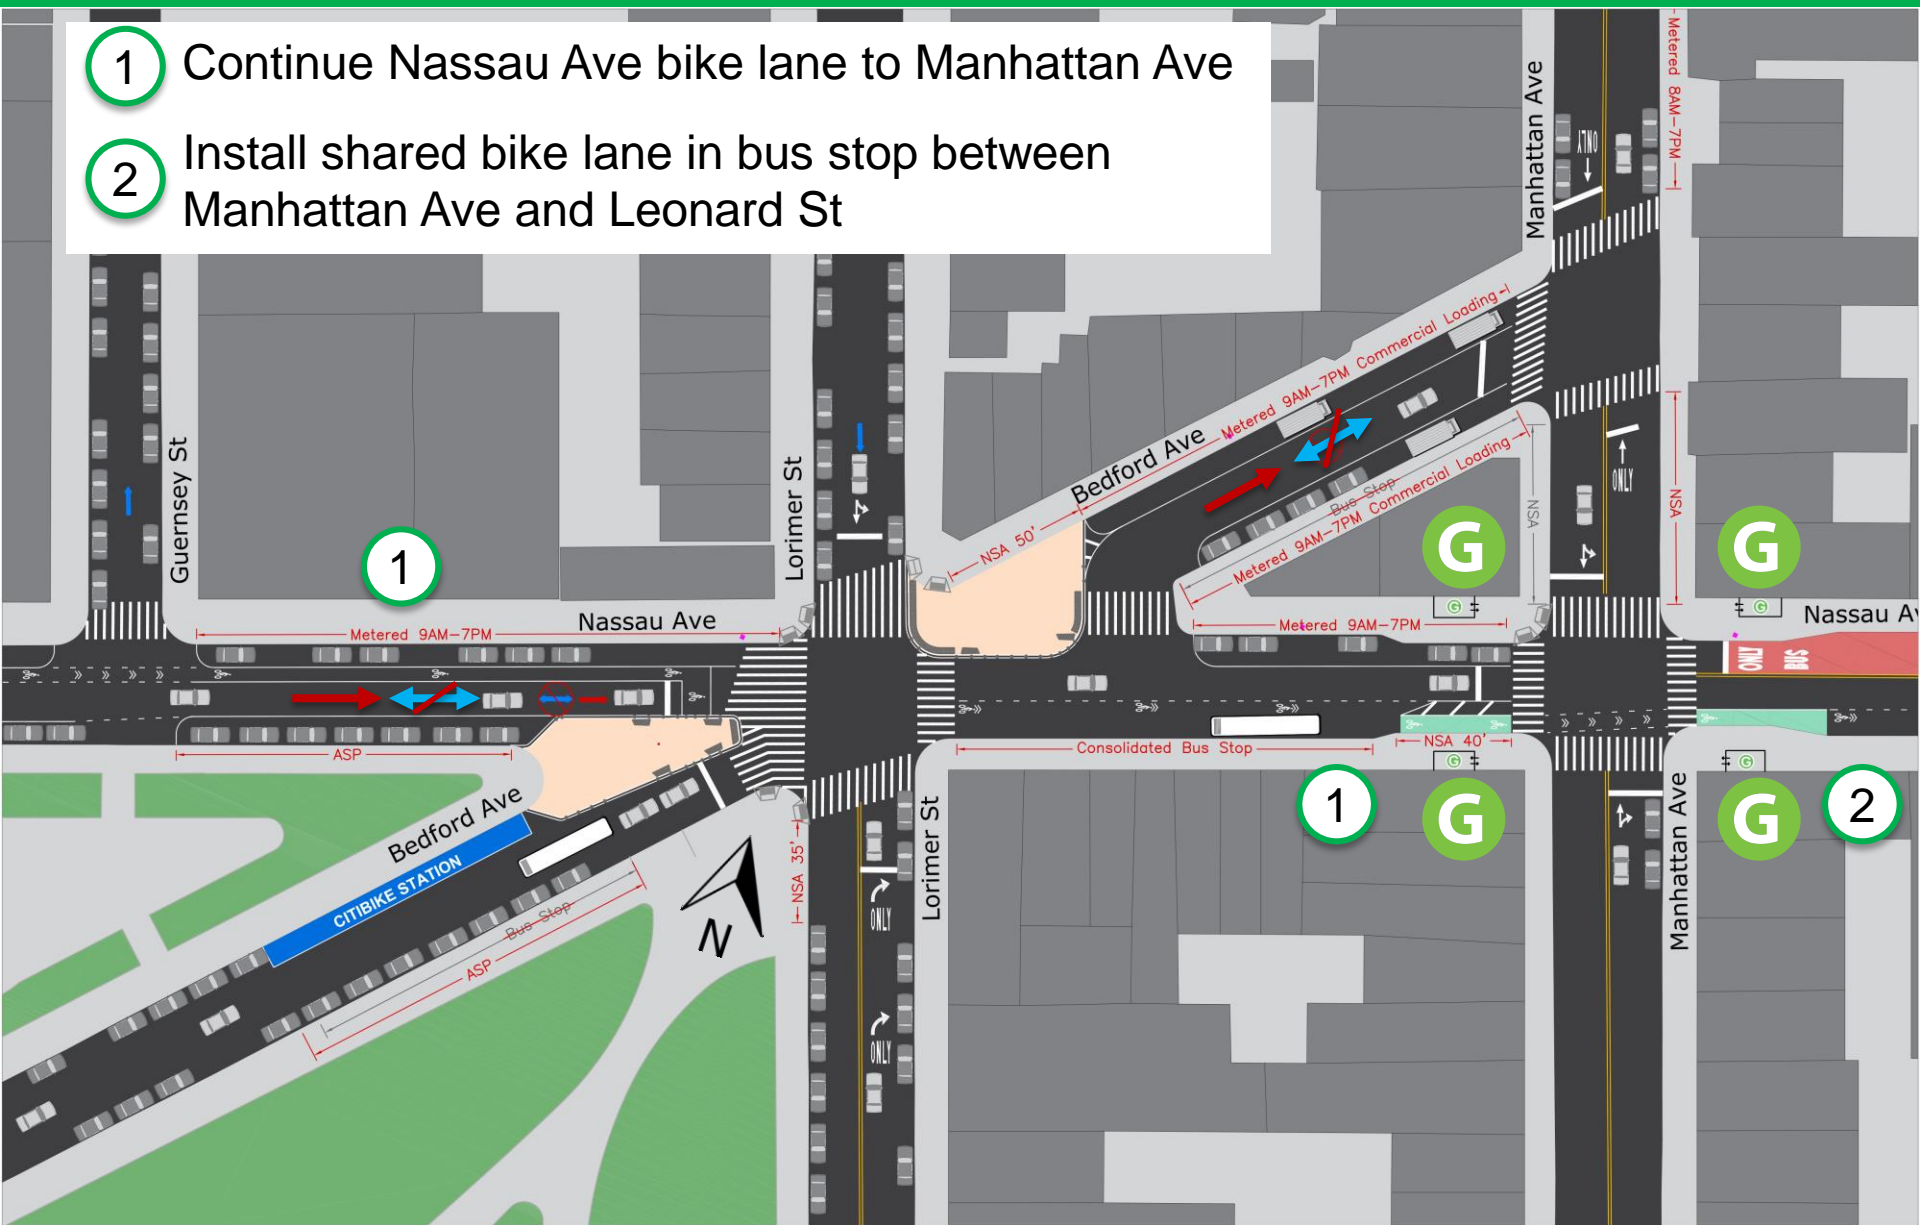 1 Continue Nassau Ave bike lane to Manhattan Ave
2 Install shared bike lane in bus stop between
Manhattan Ave and Leonard St
Manhattan Ave
ONLY
Metered 8AM-7PM
Guernsey St
Lorimer St
Bedford Ave
Metered 9AM-7PM Commercial Loading
Bus Stop
Metered 9AM-7PM Commercial Loading
NSA 50'
NSA
ONLY
NSA
G
G
1
Nassau Ave
Metered 9AM-7PM
Metered 9AM-7PM
G
G
Nassau Av
ONLY
BUS
ASP
Consolidated Bus Stop
NSA 40'
G
G
1
G
G
2
Bedford Ave
CITIBIKE STATION
Bus Stop
ASP
N
NSA 35'
ONLY
ONLY
Lorimer St
Manhattan Ave